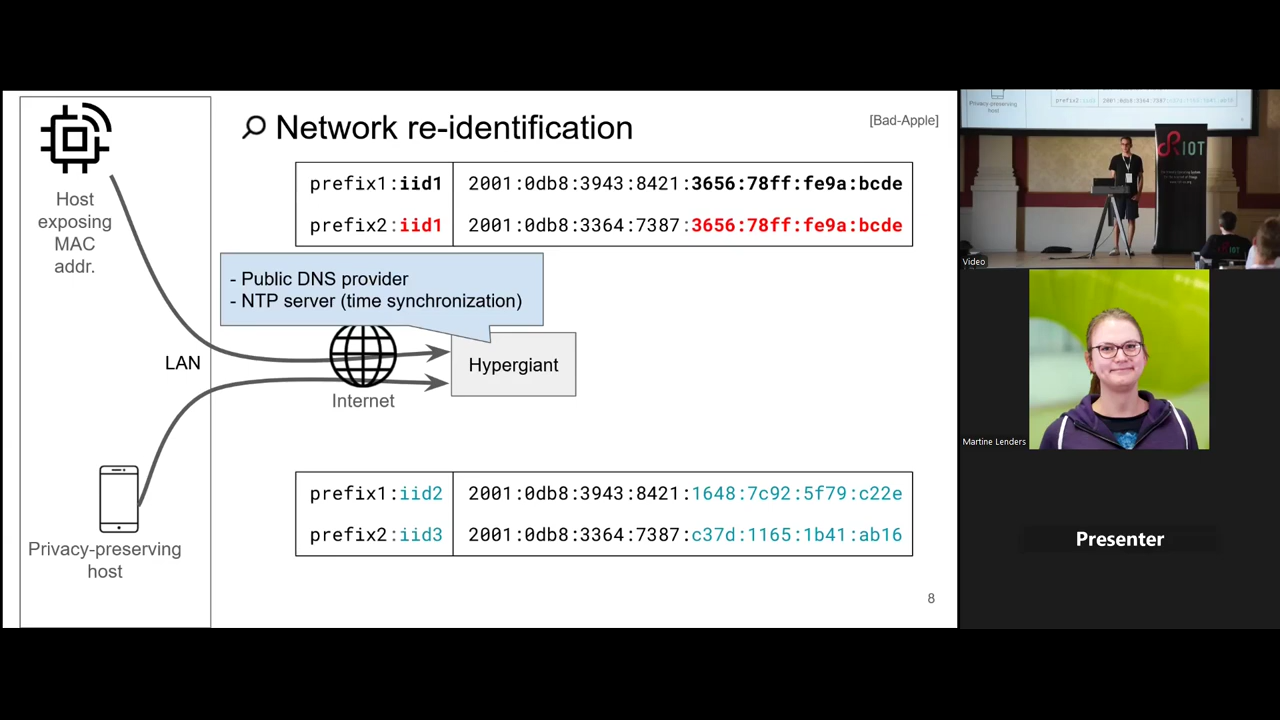 Network re-identification
[Bad-Apple]
Host
exposing
MAC
addr.
prefix1:iid1 2001:0db8:3943:8421:3656:78ff:fe9a:bcde
prefix2:iid1 2001:0db8:3364:7387:3656:78ff:fe9a:bcde
- Public DNS provider
- NTP server (time synchronization)
LAN
Hypergiant
Internet
prefix1:iid2 2001:0db8:3943:8421:1648:7c92:5f79:c22e
prefix2:iid3 2001:0db8:3364:7387:c37d:1165:1b41:ab16
Privacy-preserving
host
8
Privacy-preserving
host
RIOT
Video
Martine Lenders
Presenter